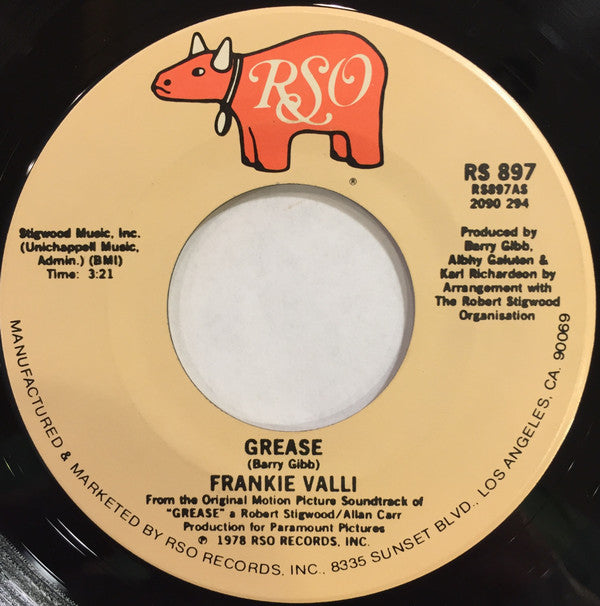 RSO
®
RS 897
RS897AS
2090 294
Stigwood Music, Inc.
(Unichappell Music,
Admin.) (BMI)
Time: 3:21
Produced by
Barry Gibb,
Albhy Galuten &
Karl Richardson by
Arrangement with
The Robert Stigwood
Organisation
GREASE
(Barry Gibb)
FRANKIE VALLI
From the Original Motion Picture Soundtrack of
"GREASE" a Robert Stigwood/Allan Carr
Production for Paramount Pictures
℗ 1978 RSO RECORDS, INC.
MANUFACTURED & MARKETED BY RSO RECORDS, INC., 8335 SUNSET BLVD., LOS ANGELES, CA. 90069